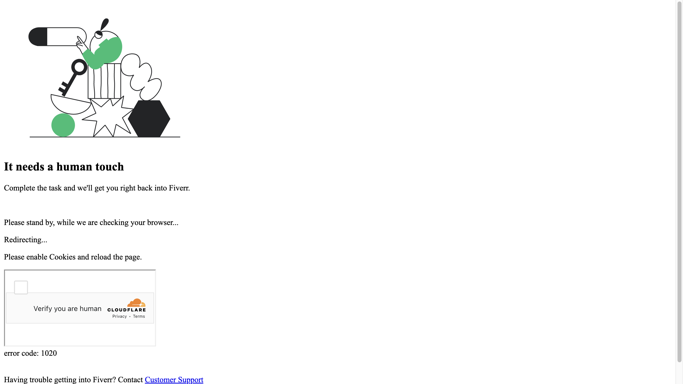 It needs a human touch
Complete the task and we'll get you right back into Fiverr.
Please stand by, while we are checking your browser...
Redirecting...
Please enable Cookies and reload the page.
Verify you are human
CLOUDFLARE
Privacy • Terms
error code: 1020
Having trouble getting into Fiverr? Contact Customer Support